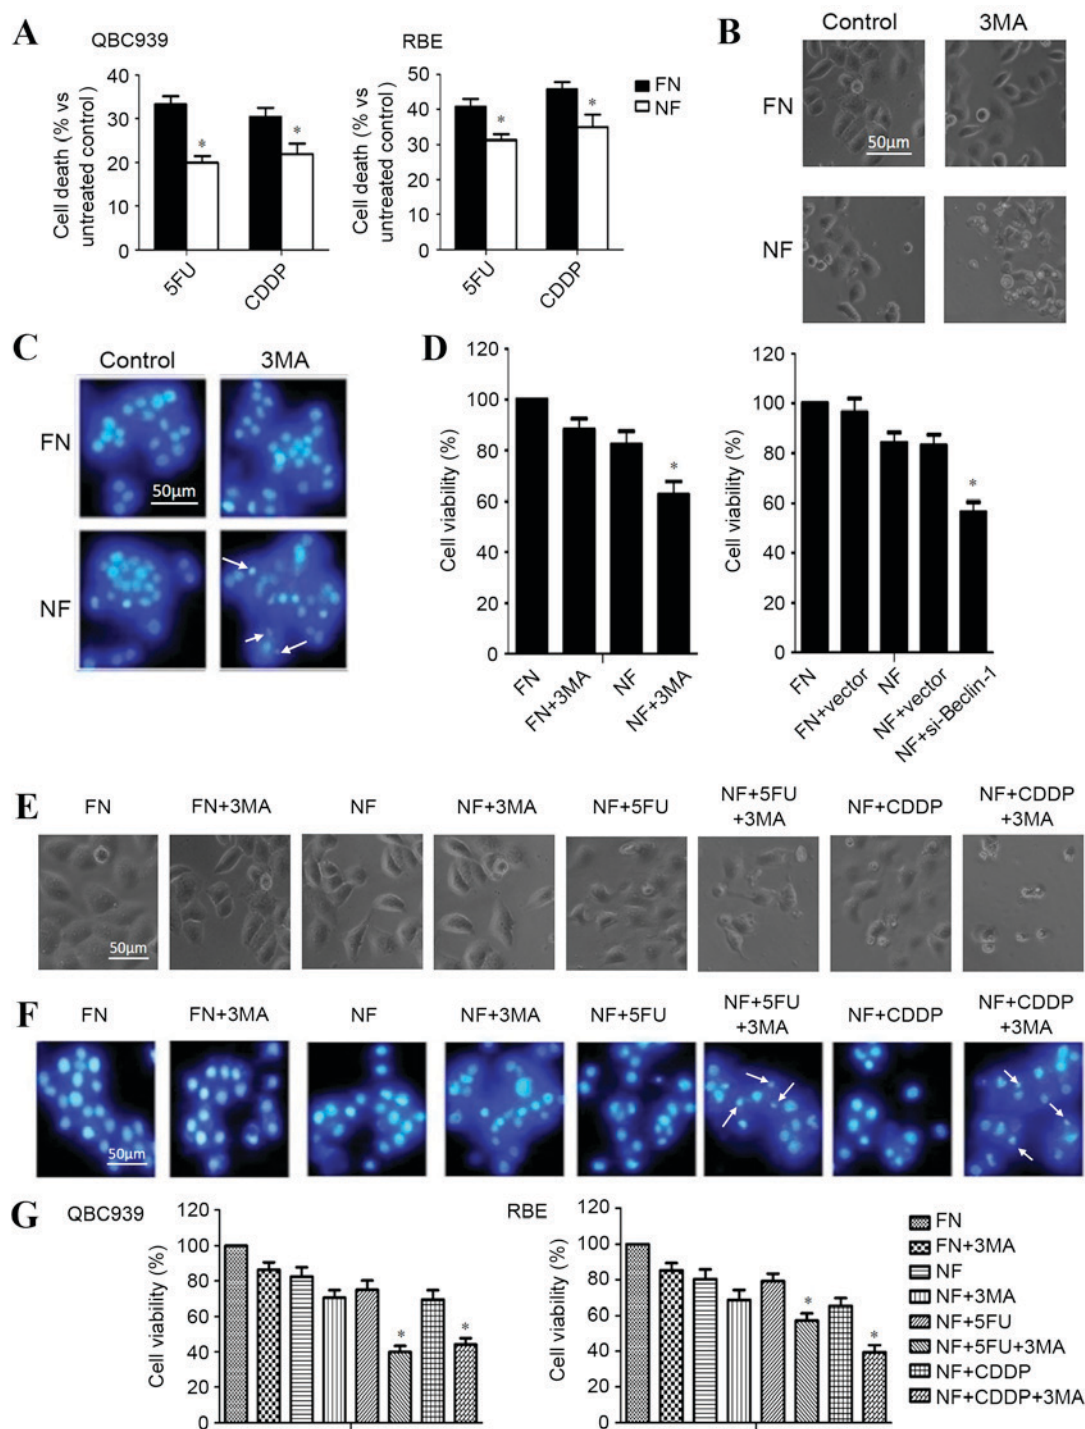 A
QBC939
Cell death (% vs
untreated control)
40
30
20
10
0
5FU
CDDP
RBE
Cell death (% vs
untreated control)
50
40
30
20
10
0
5FU
CDDP
FN
NF
*
*
*
*
B
Control
3MA
FN
NF
50µm
C
Control
3MA
FN
NF
50µm
D
Cell viability (%)
120
100
80
60
40
20
0
*
FN
FN+3MA
NF
NF+3MA
Cell viability (%)
120
100
80
60
40
20
0
*
FN
FN+vector
NF
NF+vector
NF+si-Beclin-1
E
FN
FN+3MA
NF
NF+3MA
NF+5FU
NF+5FU
+3MA
NF+CDDP
NF+CDDP
+3MA
50µm
F
FN
FN+3MA
NF
NF+3MA
NF+5FU
NF+5FU
+3MA
NF+CDDP
NF+CDDP
+3MA
50µm
G
QBC939
Cell viability (%)
120
100
80
60
40
20
0
*
*
RBE
Cell viability (%)
120
100
80
60
40
20
0
*
*
FN
FN+3MA
NF
NF+3MA
NF+5FU
NF+5FU+3MA
NF+CDDP
NF+CDDP+3MA